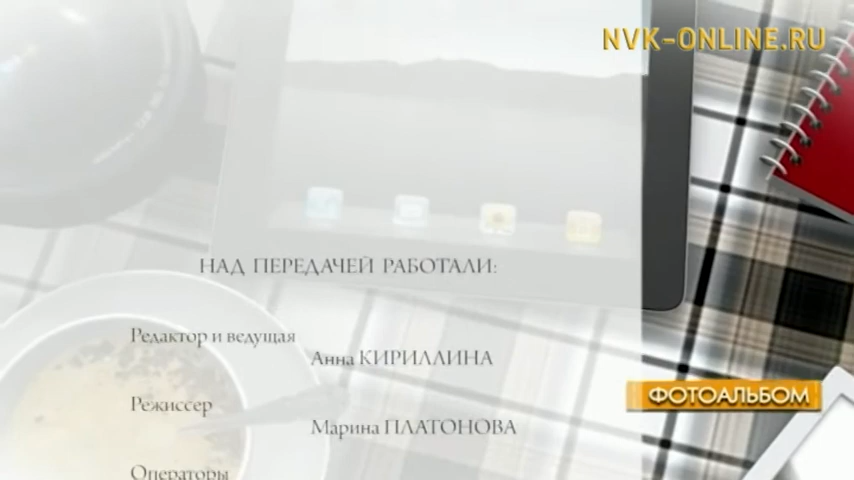 NVK-ONLINE.RU
НАД ПЕРЕДАЧЕЙ РАБОТАЛИ:
Редактор и ведущая
Анна КИРИЛЛИНА
ФОТОАЛЬБОМ
Режиссер
Марина ПЛАТОНОВА
Операторы